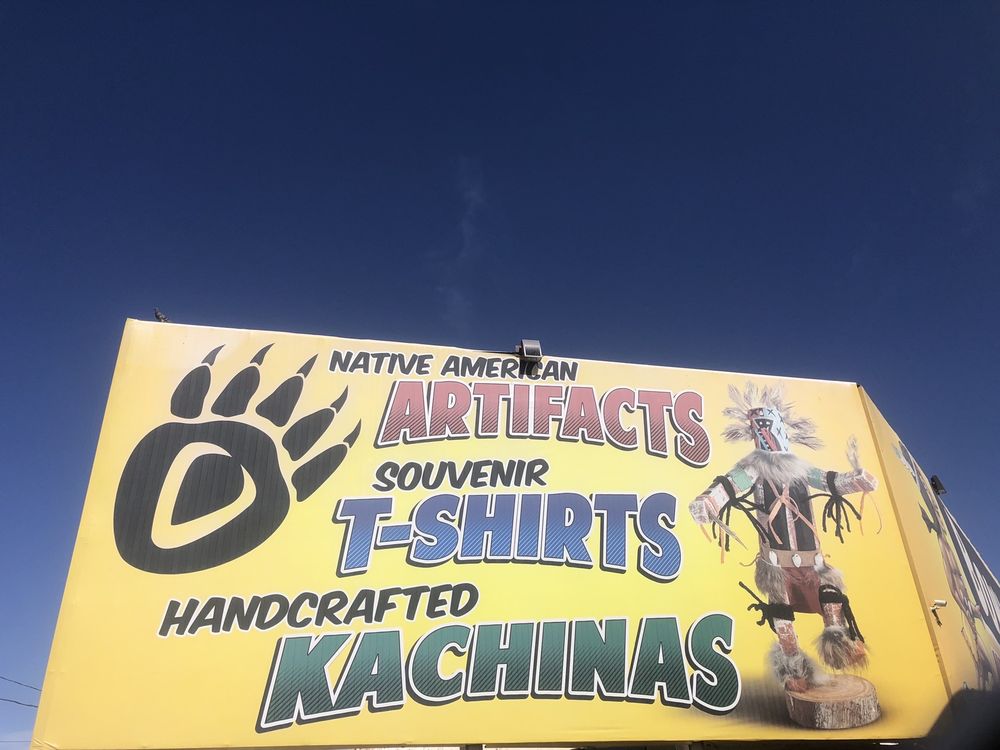 NATIVE AMERICAN
ARTIFACTS
SOUVENIR
T-SHIRTS
HANDCRAFTED
KACHINAS